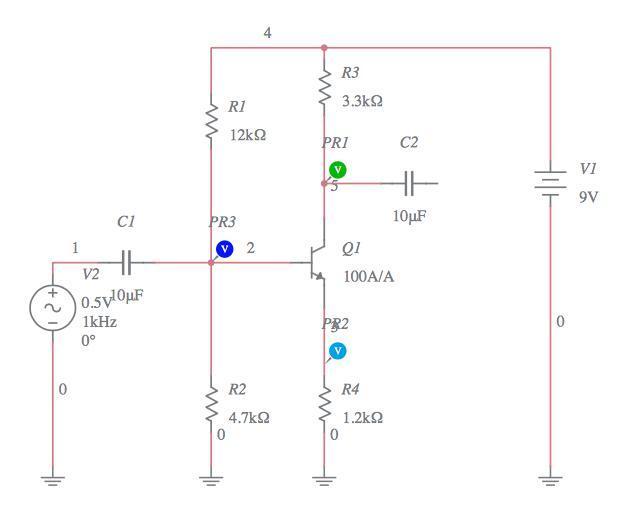 4
R3
3.3kΩ
R1
12kΩ
PR1
C2
V
5
10μF
V1
9V
C1
PR3
1
V
2
Q1
100A/A
V2
0.5V
10μF
1kHz
0°
PR2
V
0
0
R2
4.7kΩ
0
R4
1.2kΩ
0